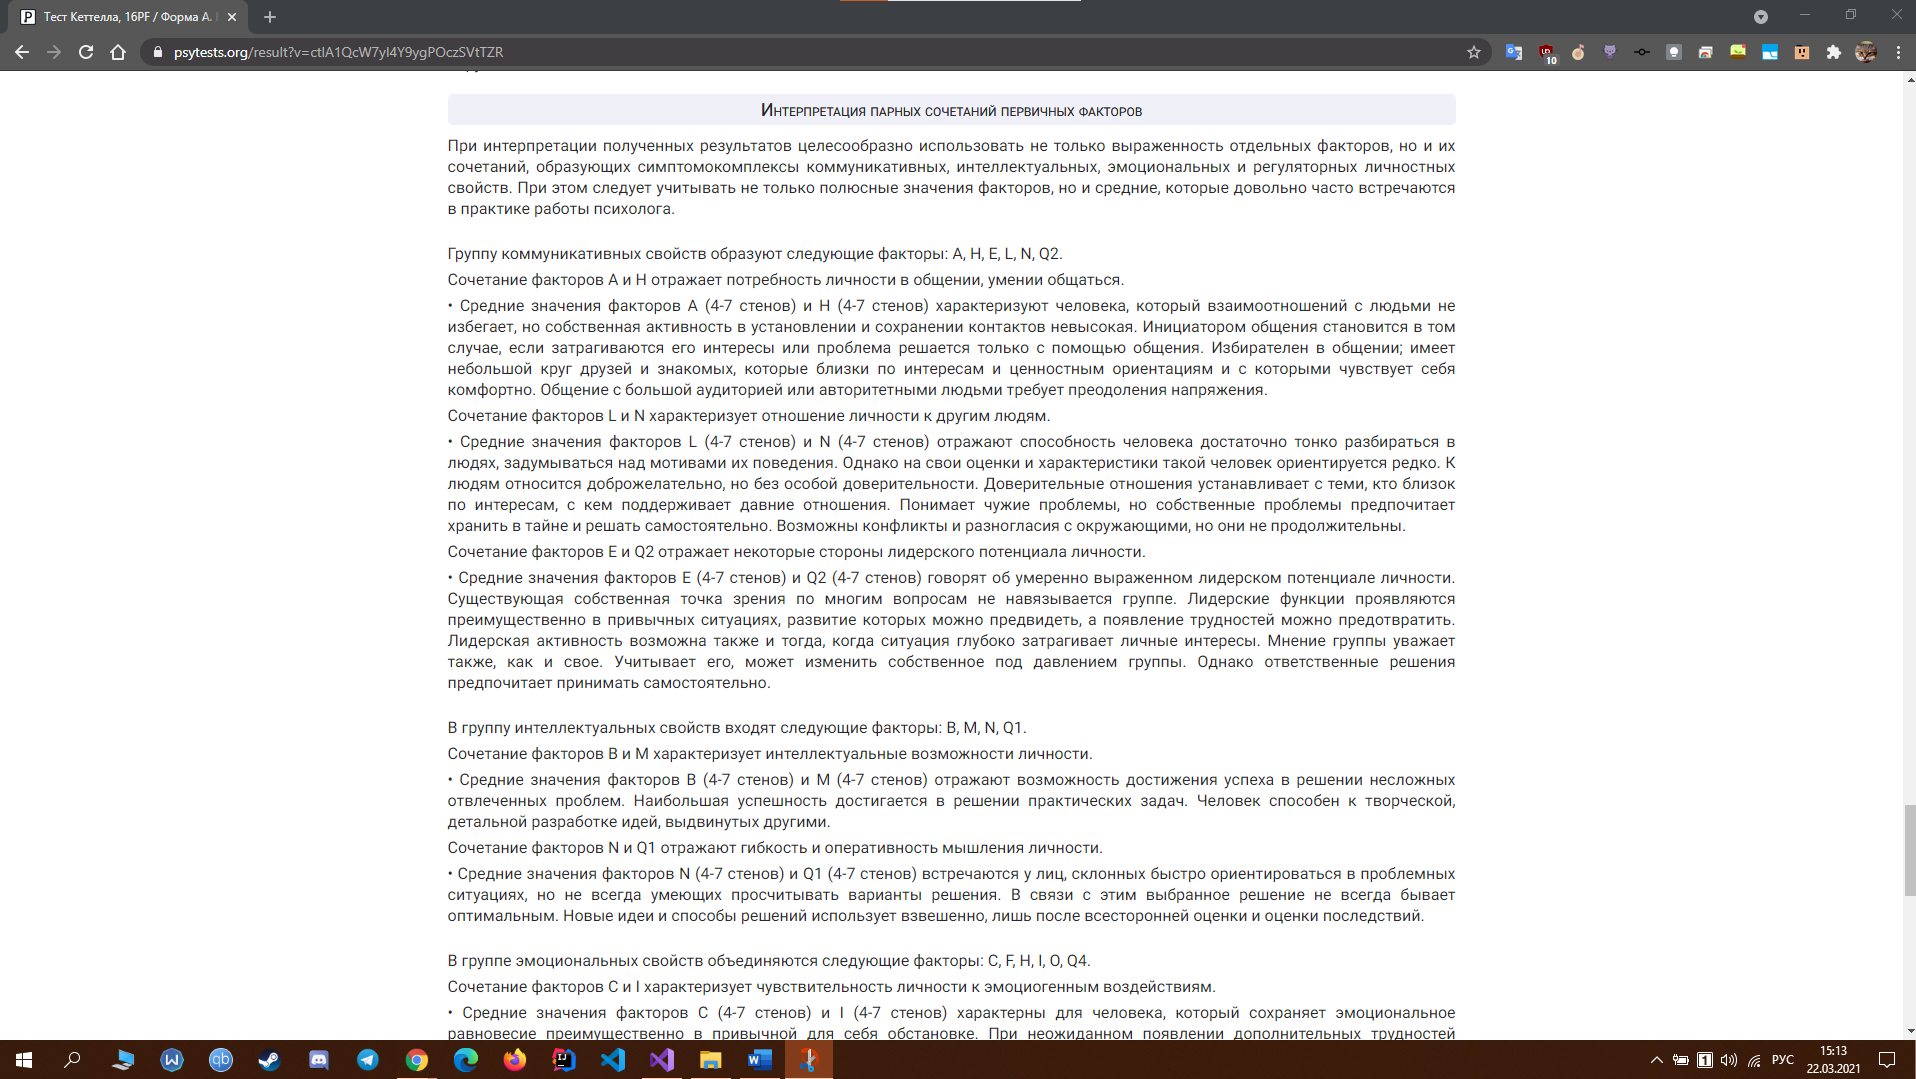 Тест Кеттелла, 16PF / Форма A.
psytests.org/result?v=ctlA1QcW7yI4Y9ygPOczSVtTZR
10
Интерпретация парных сочетаний первичных факторов
При интерпретации полученных результатов целесообразно использовать не только выраженность отдельных факторов, но и их
сочетаний, образующих симптомокомплексы коммуникативных, интеллектуальных, эмоциональных и регуляторных личностных
свойств. При этом следует учитывать не только полюсные значения факторов, но и средние, которые довольно часто встречаются
в практике работы психолога.
Группу коммуникативных свойств образуют следующие факторы: A, H, E, L, N, Q2.
Сочетание факторов A и H отражает потребность личности в общении, умении общаться.
• Средние значения факторов A (4-7 стенов) и H (4-7 стенов) характеризуют человека, который взаимоотношений с людьми не
избегает, но собственная активность в установлении и сохранении контактов невысокая. Инициатором общения становится в том
случае, если затрагиваются его интересы или проблема решается только с помощью общения. Избирателен в общении; имеет
небольшой круг друзей и знакомых, которые близки по интересам и ценностным ориентациям и с которыми чувствует себя
комфортно. Общение с большой аудиторией или авторитетными людьми требует преодоления напряжения.
Сочетание факторов L и N характеризует отношение личности к другим людям.
• Средние значения факторов L (4-7 стенов) и N (4-7 стенов) отражают способность человека достаточно тонко разбираться в
людях, задумываться над мотивами их поведения. Однако на свои оценки и характеристики такой человек ориентируется редко. К
людям относится доброжелательно, но без особой доверительности. Доверительные отношения устанавливает с теми, кто близок
по интересам, с кем поддерживает давние отношения. Понимает чужие проблемы, но собственные проблемы предпочитает
хранить в тайне и решать самостоятельно. Возможны конфликты и разногласия с окружающими, но они не продолжительны.
Сочетание факторов E и Q2 отражает некоторые стороны лидерского потенциала личности.
• Средние значения факторов E (4-7 стенов) и Q2 (4-7 стенов) говорят об умеренно выраженном лидерском потенциале личности.
Существующая собственная точка зрения по многим вопросам не навязывается группе. Лидерские функции проявляются
преимущественно в привычных ситуациях, развитие которых можно предвидеть, а появление трудностей можно предотвратить.
Лидерская активность возможна также и тогда, когда ситуация глубоко затрагивает личные интересы. Мнение группы уважает
также, как и свое. Учитывает его, может изменить собственное под давлением группы. Однако ответственные решения
предпочитает принимать самостоятельно.
В группу интеллектуальных свойств входят следующие факторы: B, M, N, Q1.
Сочетание факторов B и M характеризует интеллектуальные возможности личности.
• Средние значения факторов B (4-7 стенов) и M (4-7 стенов) отражают возможность достижения успеха в решении несложных
отвлеченных проблем. Наибольшая успешность достигается в решении практических задач. Человек способен к творческой,
детальной разработке идей, выдвинутых другими.
Сочетание факторов N и Q1 отражают гибкость и оперативность мышления личности.
• Средние значения факторов N (4-7 стенов) и Q1 (4-7 стенов) встречаются у лиц, склонных быстро ориентироваться в проблемных
ситуациях, но не всегда умеющих просчитывать варианты решения. В связи с этим выбранное решение не всегда бывает
оптимальным. Новые идеи и способы решений использует взвешенно, лишь после всесторонней оценки и оценки последствий.
В группе эмоциональных свойств объединяются следующие факторы: C, F, H, I, O, Q4.
Сочетание факторов C и I характеризует чувствительность личности к эмоциогенным воздействиям.
• Средние значения факторов C (4-7 стенов) и I (4-7 стенов) характерны для человека, который сохраняет эмоциональное
равновесие преимущественно в привычной для себя обстановке. При неожиданном появлении дополнительных трудностей
РУС
15:13
22.03.2021